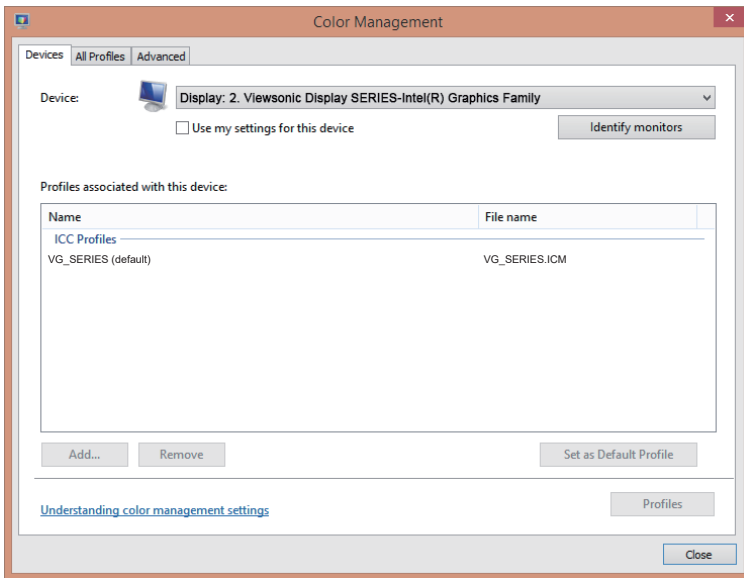 Color Management
Devices All Profiles Advanced
Device: Display: 2. Viewsonic Display SERIES-Intel(R) Graphics Family
Use my settings for this device Identify monitors
Profiles associated with this device:
Name File name
ICC Profiles
VG_SERIES (default) VG_SERIES.ICM
Add... Remove Set as Default Profile
Understanding color management settings Profiles
Close